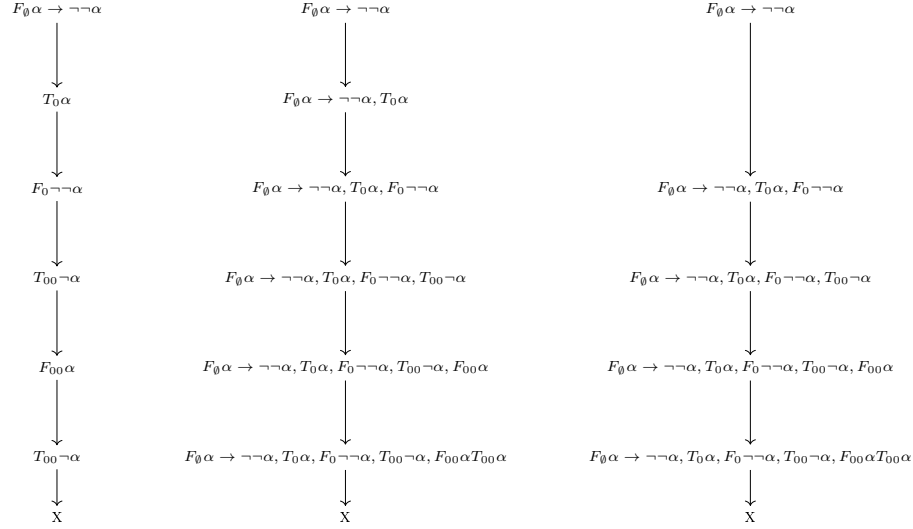 F∅α → ¬¬α F∅α → ¬¬α F∅α → ¬¬α
T₀α F∅α → ¬¬α, T₀α
F₀¬¬α F∅α → ¬¬α, T₀α, F₀¬¬α F∅α → ¬¬α, T₀α, F₀¬¬α
T₀₀¬α F∅α → ¬¬α, T₀α, F₀¬¬α, T₀₀¬α F∅α → ¬¬α, T₀α, F₀¬¬α, T₀₀¬α
F₀₀α F∅α → ¬¬α, T₀α, F₀¬¬α, T₀₀¬α, F₀₀α F∅α → ¬¬α, T₀α, F₀¬¬α, T₀₀¬α, F₀₀α
T₀₀¬α F∅α → ¬¬α, T₀α, F₀¬¬α, T₀₀¬α, F₀₀αT₀₀α F∅α → ¬¬α, T₀α, F₀¬¬α, T₀₀¬α, F₀₀αT₀₀α
X X X